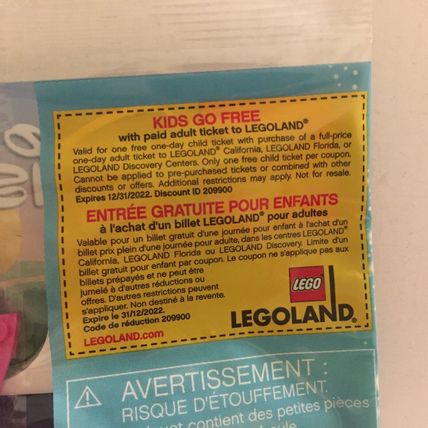 KIDS GO FREE
with paid adult ticket to LEGOLAND®
Valid for one free one-day child ticket with purchase of a full-price
one-day adult ticket to LEGOLAND® California, LEGOLAND Florida, or
LEGOLAND Discovery Centers. Only one free child ticket per coupon.
Cannot be applied to pre-purchased tickets or combined with other
discounts or offers. Additional restrictions may apply. Not for resale.
Expires 12/31/2022. Discount ID 209900
ENTRÉE GRATUITE POUR ENFANTS
à l'achat d'un billet LEGOLAND® pour adultes
Valable pour un billet gratuit d'une journée pour enfant à l'achat d'un
billet prix plein d'une journée pour adulte, dans les centres LEGOLAND®
California, LEGOLAND Florida ou LEGOLAND Discovery. Limite d'un
billet gratuit pour enfant par coupon. Le coupon ne s'applique pas aux
billets prépayés et ne peut être
jumelé à d'autres réductions ou
offres. D'autres restrictions peuvent
s'appliquer. Non destiné à la revente.
Expire le 31/12/2022.
Code de réduction 209900
LEGOLAND.com
LEGO
LEGOLAND®
AVERTISSEMENT :
RISQUE D'ÉTOUFFEMENT.
contient des petites pièces